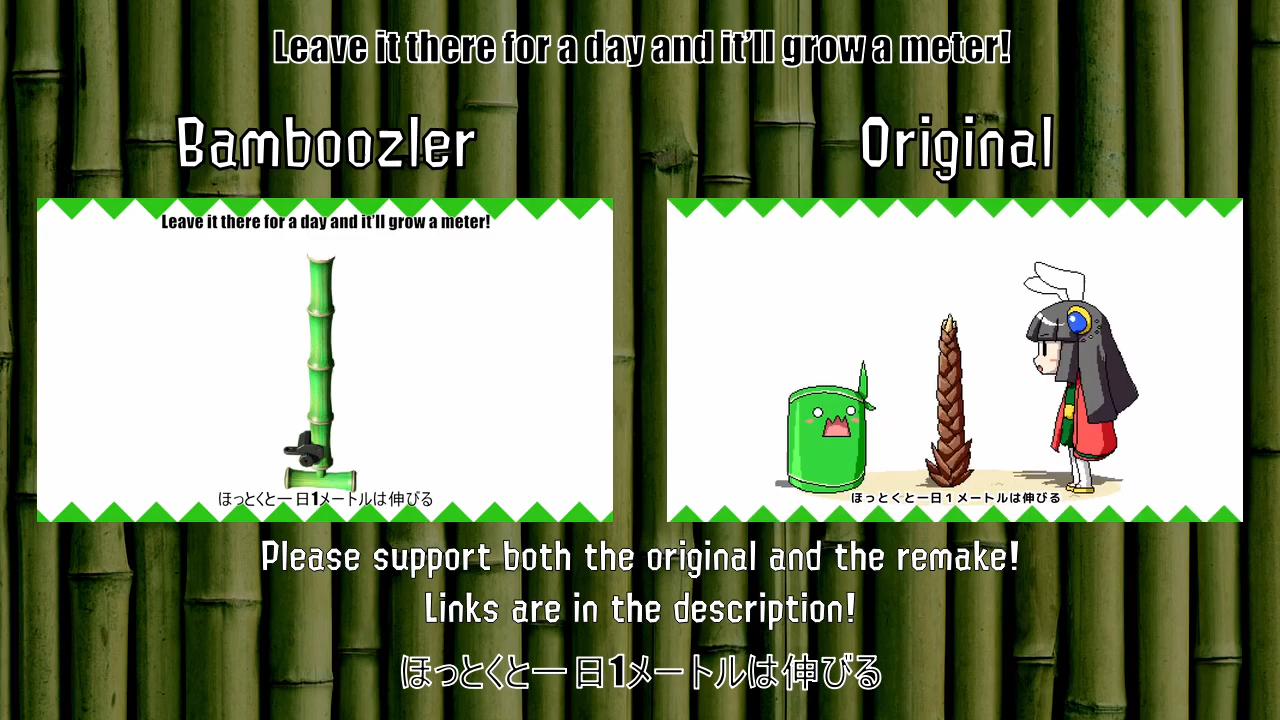 Leave it there for a day and it'll grow a meter!
Bamboozler
Original
Leave it there for a day and it'll grow a meter!
ほっとくと一日1メートルは伸びる
ほっとくと一日１メートルは伸びる
Please support both the original and the remake!
Links are in the description!
ほっとくと一日1メートルは伸びる